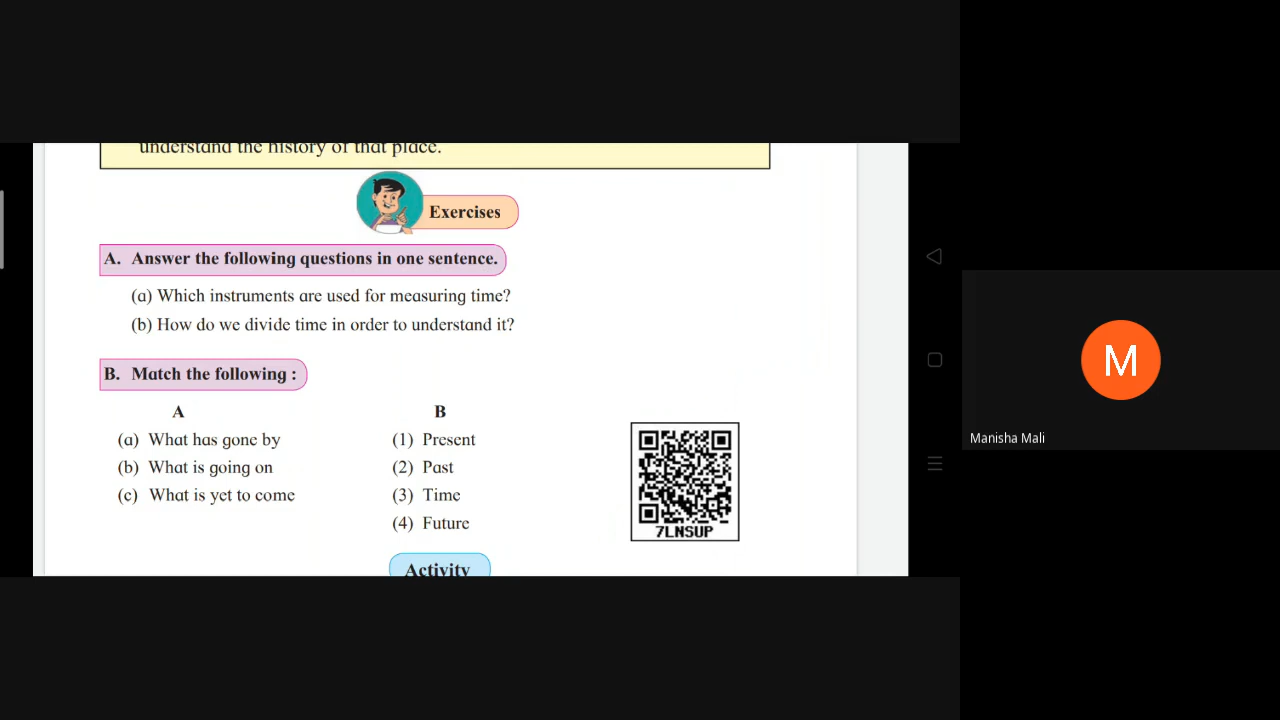 understand the history of that place.
Exercises
A. Answer the following questions in one sentence.
(a) Which instruments are used for measuring time?
(b) How do we divide time in order to understand it?
B. Match the following :
A B
(a) What has gone by (1) Present
(b) What is going on (2) Past
(c) What is yet to come (3) Time
(4) Future
7LNSUP
Activity
M
Manisha Mali